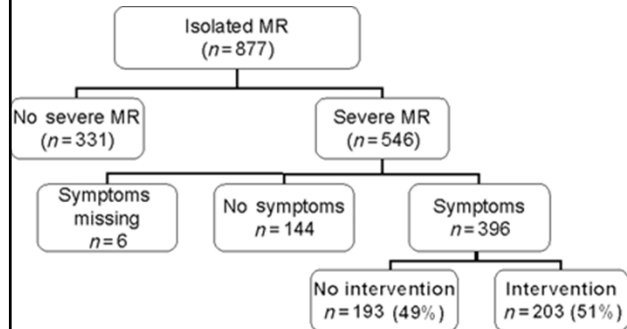 Isolated MR
(n=877)
No severe MR
(n=331)
Severe MR
(n=546)
Symptoms
missing
n=6
No symptoms
n=144
Symptoms
n=396
No intervention
n=193 (49%)
Intervention
n=203 (51%)